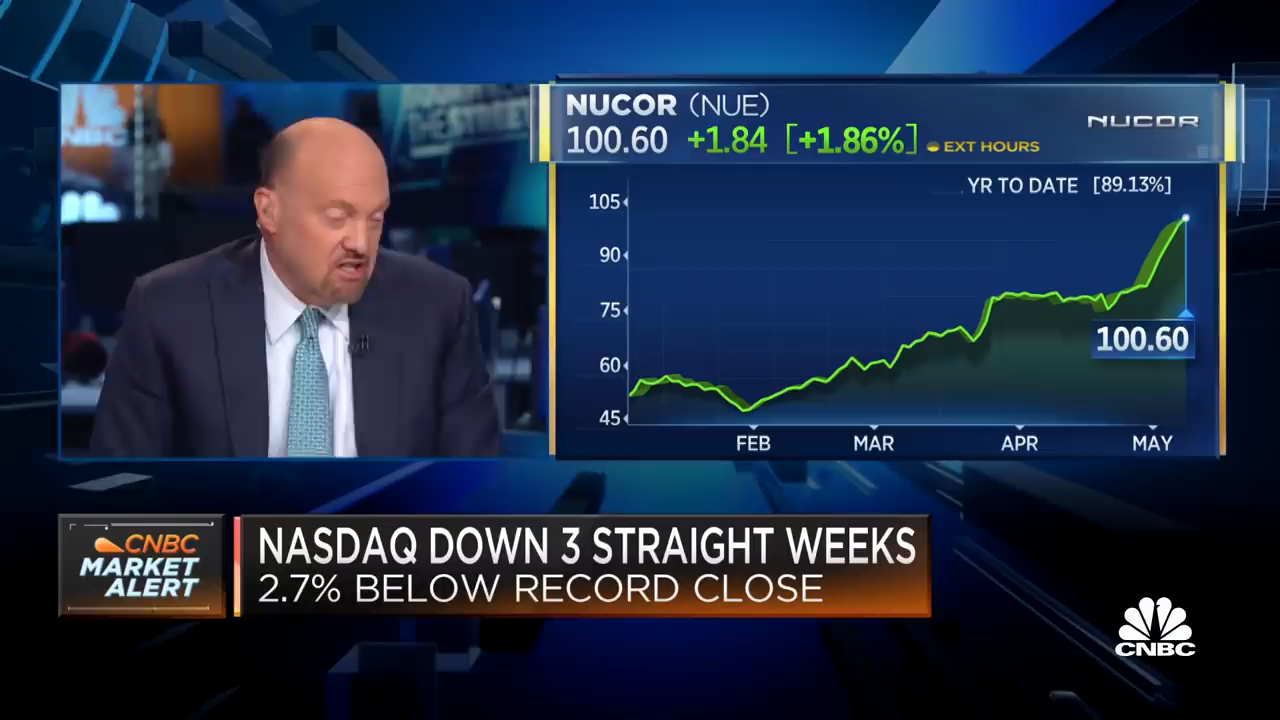 NUCOR (NUE)
100.60 +1.84 [+1.86%] EXT HOURS
NUCOR
YR TO DATE [89.13%]
105
90
75
60
45
100.60
FEB MAR APR MAY
CNBC
CNBC
MARKET
ALERT
NASDAQ DOWN 3 STRAIGHT WEEKS
2.7% BELOW RECORD CLOSE
CNBC